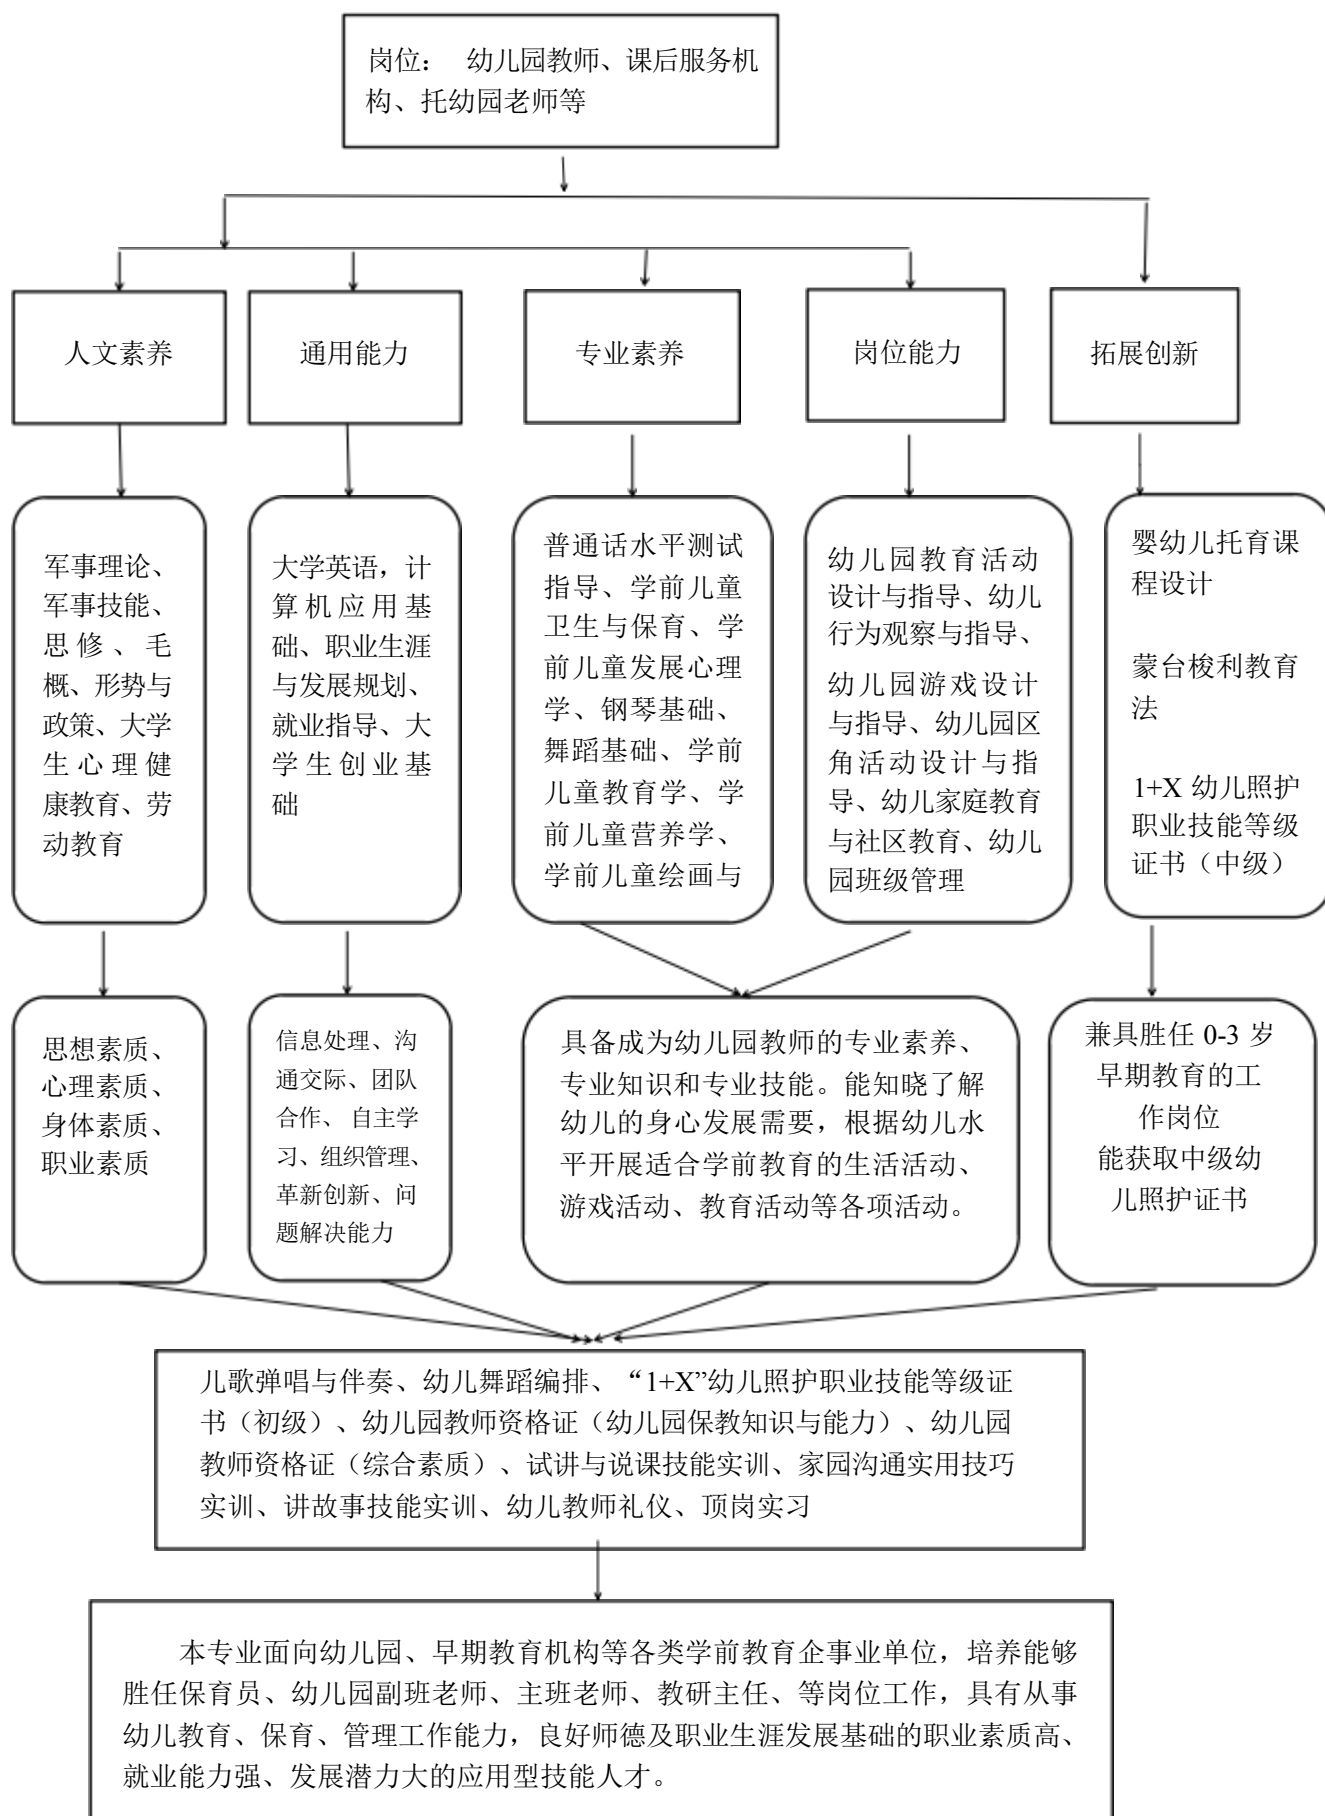 岗位： 幼儿园教师、课后服务机
构、托幼园老师等
人文素养
通用能力
专业素养
岗位能力
拓展创新
军事理论、
军事技能、
思修、毛
概、形势与
政策、大学
生心理健
康教育、劳
动教育
大学英语，计
算机应用基
础、职业生涯
与发展规划、
就业指导、大
学生创业基
础
普通话水平测试
指导、学前儿童
卫生与保育、学
前儿童发展心理
学、钢琴基础、
舞蹈基础、学前
儿童教育学、学
前儿童营养学、
学前儿童绘画与
幼儿园教育活动
设计与指导、幼儿
行为观察与指导、
幼儿园游戏设计
与指导、幼儿园区
角活动设计与指
导、幼儿家庭教育
与社区教育、幼儿
园班级管理
婴幼儿托育课
程设计
蒙台梭利教育
法
1+X 幼儿照护
职业技能等级
证书（中级）
思想素质、
心理素质、
身体素质、
职业素质
信息处理、沟
通交际、团队
合作、 自主学
习、组织管理、
革新创新、问
题解决能力
具备成为幼儿园教师的专业素养、
专业知识和专业技能。能知晓了解
幼儿的身心发展需要，根据幼儿水
平开展适合学前教育的生活活动、
游戏活动、教育活动等各项活动。
兼具胜任 0-3 岁
早期教育的工
作岗位
能获取中级幼
儿照护证书
儿歌弹唱与伴奏、幼儿舞蹈编排、“1+X”幼儿照护职业技能等级证
书（初级）、幼儿园教师资格证（幼儿园保教知识与能力）、幼儿园
教师资格证（综合素质）、试讲与说课技能实训、家园沟通实用技巧
实训、讲故事技能实训、幼儿教师礼仪、顶岗实习
本专业面向幼儿园、早期教育机构等各类学前教育企事业单位，培养能够
胜任保育员、幼儿园副班老师、主班老师、教研主任、等岗位工作，具有从事
幼儿教育、保育、管理工作能力，良好师德及职业生涯发展基础的职业素质高、
就业能力强、发展潜力大的应用型技能人才。